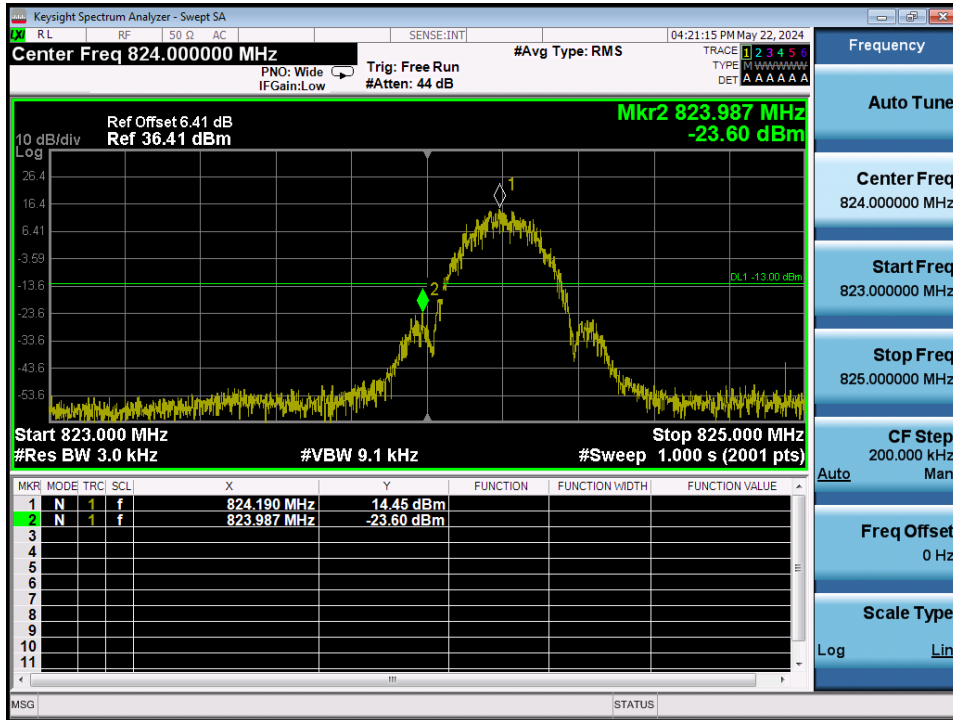 Keysight Spectrum Analyzer - Swept SA
LXI RL RF 50 Ω AC SENSE:INT 04:21:15 PM May 22, 2024
Center Freq 824.000000 MHz #Avg Type: RMS TRACE 1 2 3 4 5 6
PNO: Wide Trig: Free Run TYPE M WWWWW
IFGain:Low #Atten: 44 dB DET A A A A A A
Mkr2 823.987 MHz
-23.60 dBm
Ref Offset 6.41 dB
10 dB/div Ref 36.41 dBm
Log
26.4
16.4
6.41
-3.59
-13.6
-23.6
-33.6
-43.6
-53.6
1
2
DL1 -13.00 dBm
Start 823.000 MHz Stop 825.000 MHz
#Res BW 3.0 kHz #VBW 9.1 kHz #Sweep 1.000 s (2001 pts)
MKR MODE TRC SCL X Y FUNCTION FUNCTION WIDTH FUNCTION VALUE
1 N 1 f 824.190 MHz 14.45 dBm
2 N 1 f 823.987 MHz -23.60 dBm
3
4
5
6
7
8
9
10
11
MSG STATUS
Frequency
Auto Tune
Center Freq
824.000000 MHz
Start Freq
823.000000 MHz
Stop Freq
825.000000 MHz
CF Step
200.000 kHz
Auto Man
Freq Offset
0 Hz
Scale Type
Log Lin